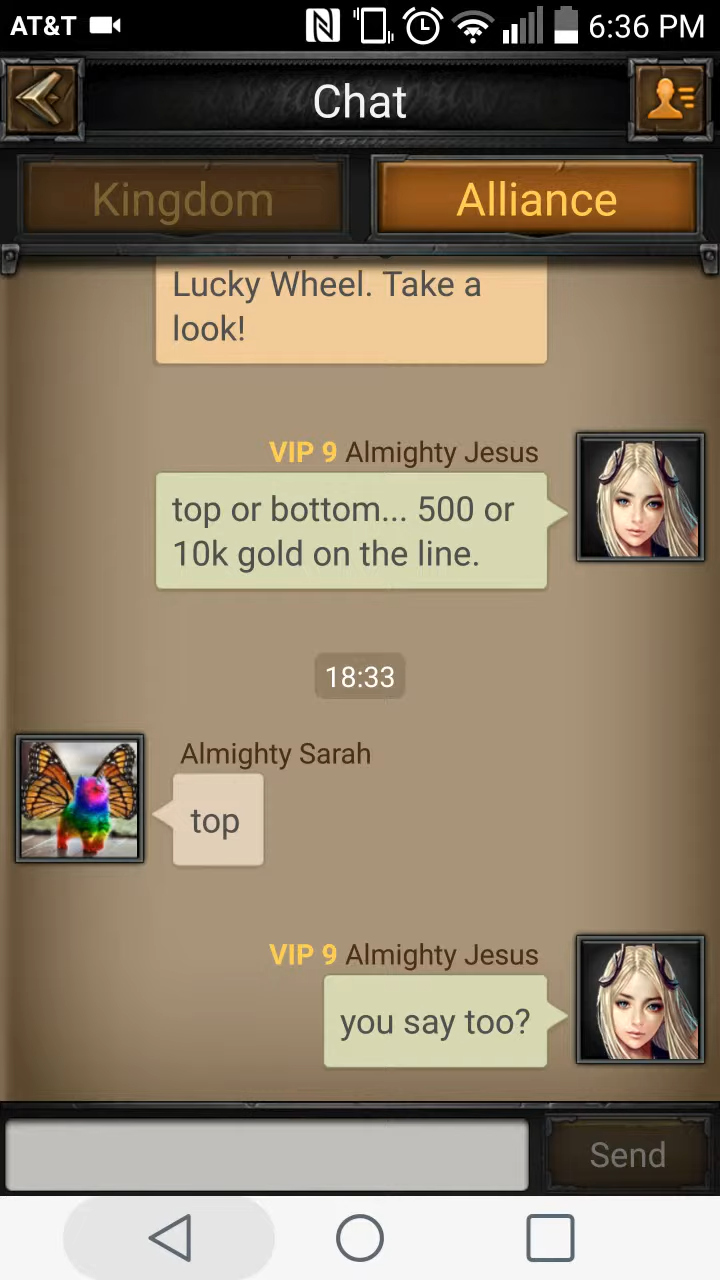 AT&T 6:36 PM
Chat
Kingdom Alliance
Lucky Wheel. Take a
look!
VIP 9 Almighty Jesus
top or bottom... 500 or
10k gold on the line.
18:33
Almighty Sarah
top
VIP 9 Almighty Jesus
you say too?
Send